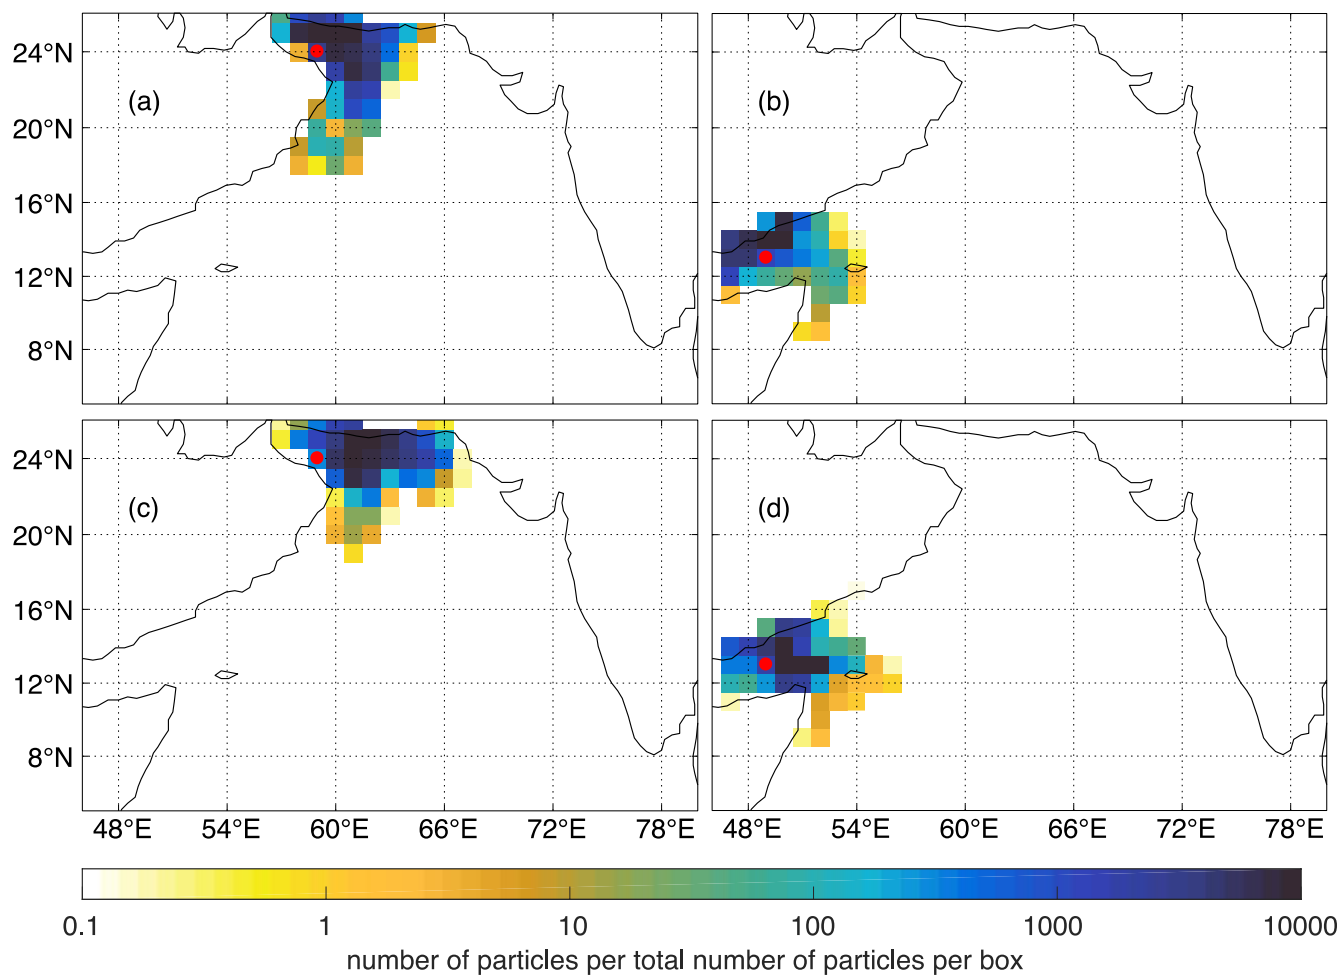 24°N
20°N
16°N
12°N
8°N
(a)
(b)
24°N
20°N
16°N
12°N
8°N
(c)
(d)
48°E 54°E 60°E 66°E 72°E 78°E 48°E 54°E 60°E 66°E 72°E 78°E
0.1 1 10 100 1000 10000
number of particles per total number of particles per box